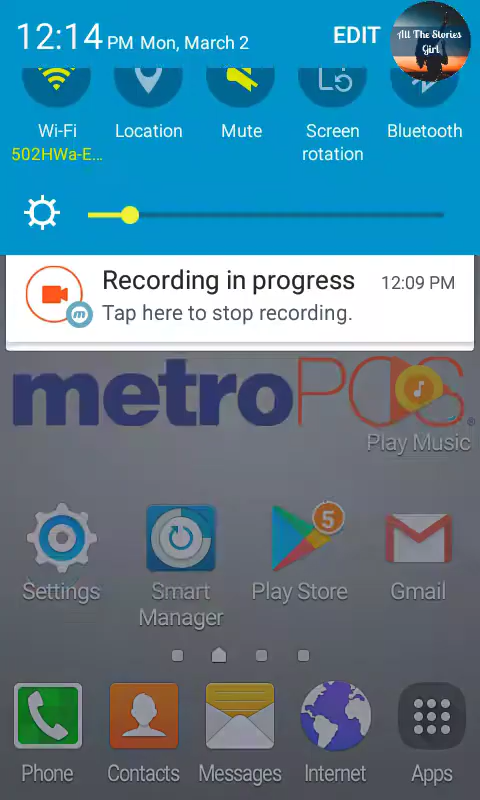 12:14 PM Mon, March 2 EDIT
All The Stories
Girl
Wi-Fi Location Mute Screen rotation Bluetooth
502HWa-E...
Recording in progress 12:09 PM
Tap here to stop recording.
metroPCS®
Play Music
5
Settings Smart Manager Play Store Gmail
Phone Contacts Messages Internet Apps